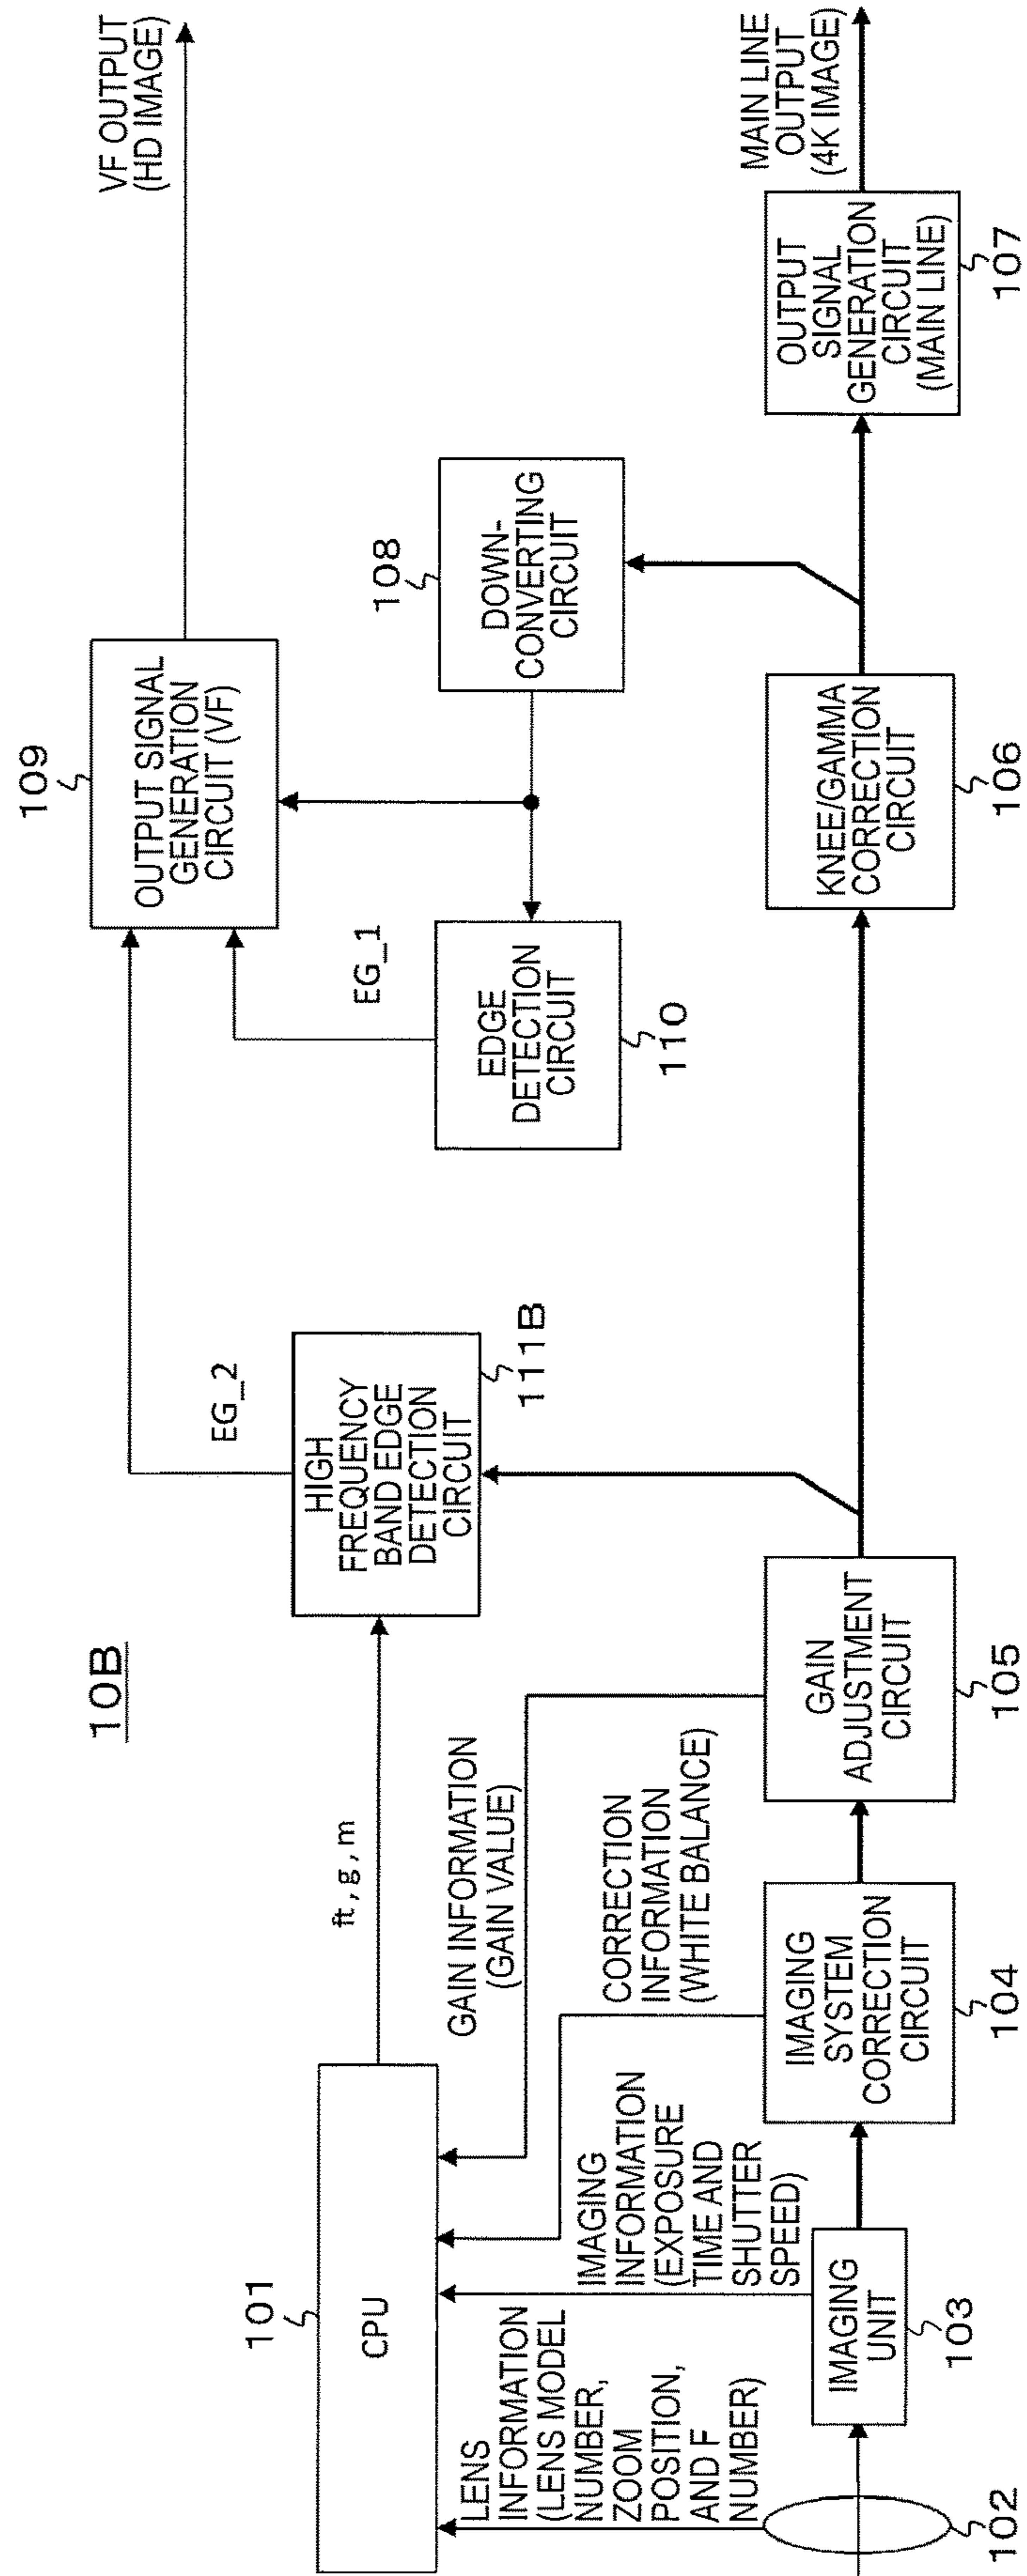 10B
101
CPU
LENS
INFORMATION
(LENS MODEL
NUMBER,
ZOOM
POSITION,
AND F
NUMBER)
IMAGING
INFORMATION
(EXPOSURE
TIME AND
SHUTTER
SPEED)
CORRECTION
INFORMATION
(WHITE BALANCE)
GAIN INFORMATION
(GAIN VALUE)
ft, g, m
102
IMAGING
UNIT
103
IMAGING
SYSTEM
CORRECTION
CIRCUIT
104
GAIN
ADJUSTMENT
CIRCUIT
105
HIGH
FREQUENCY
BAND EDGE
DETECTION
CIRCUIT
111B
EG_2
EDGE
DETECTION
CIRCUIT
110
EG_1
109
OUTPUT SIGNAL
GENERATION
CIRCUIT (VF)
VF OUTPUT
(HD IMAGE)
108
DOWN-
CONVERTING
CIRCUIT
KNEE/GAMMA
CORRECTION
CIRCUIT
106
OUTPUT
SIGNAL
GENERATION
CIRCUIT
(MAIN LINE)
107
MAIN LINE
OUTPUT
(4K IMAGE)